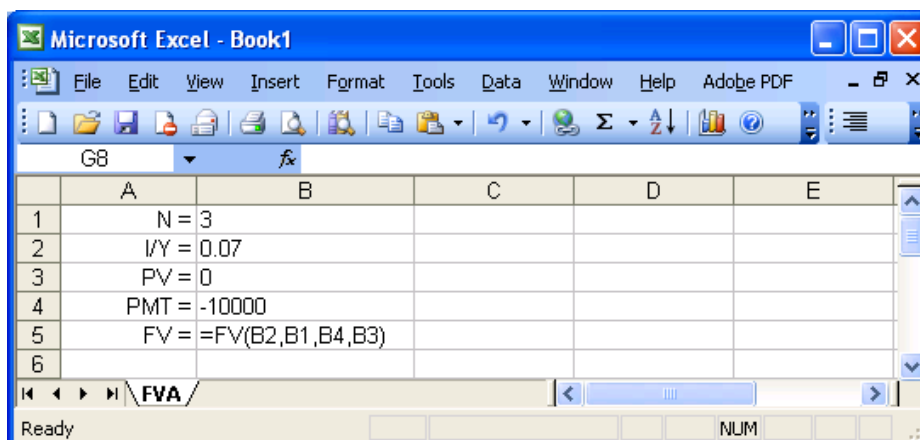 Microsoft Excel - Book1
File Edit View Insert Format Tools Data Window Help Adobe PDF
G8 fx
A B C D E
1 N = 3
2 I/Y = 0.07
3 PV = 0
4 PMT = -10000
5 FV = =FV(B2,B1,B4,B3)
6
FVA
Ready NUM